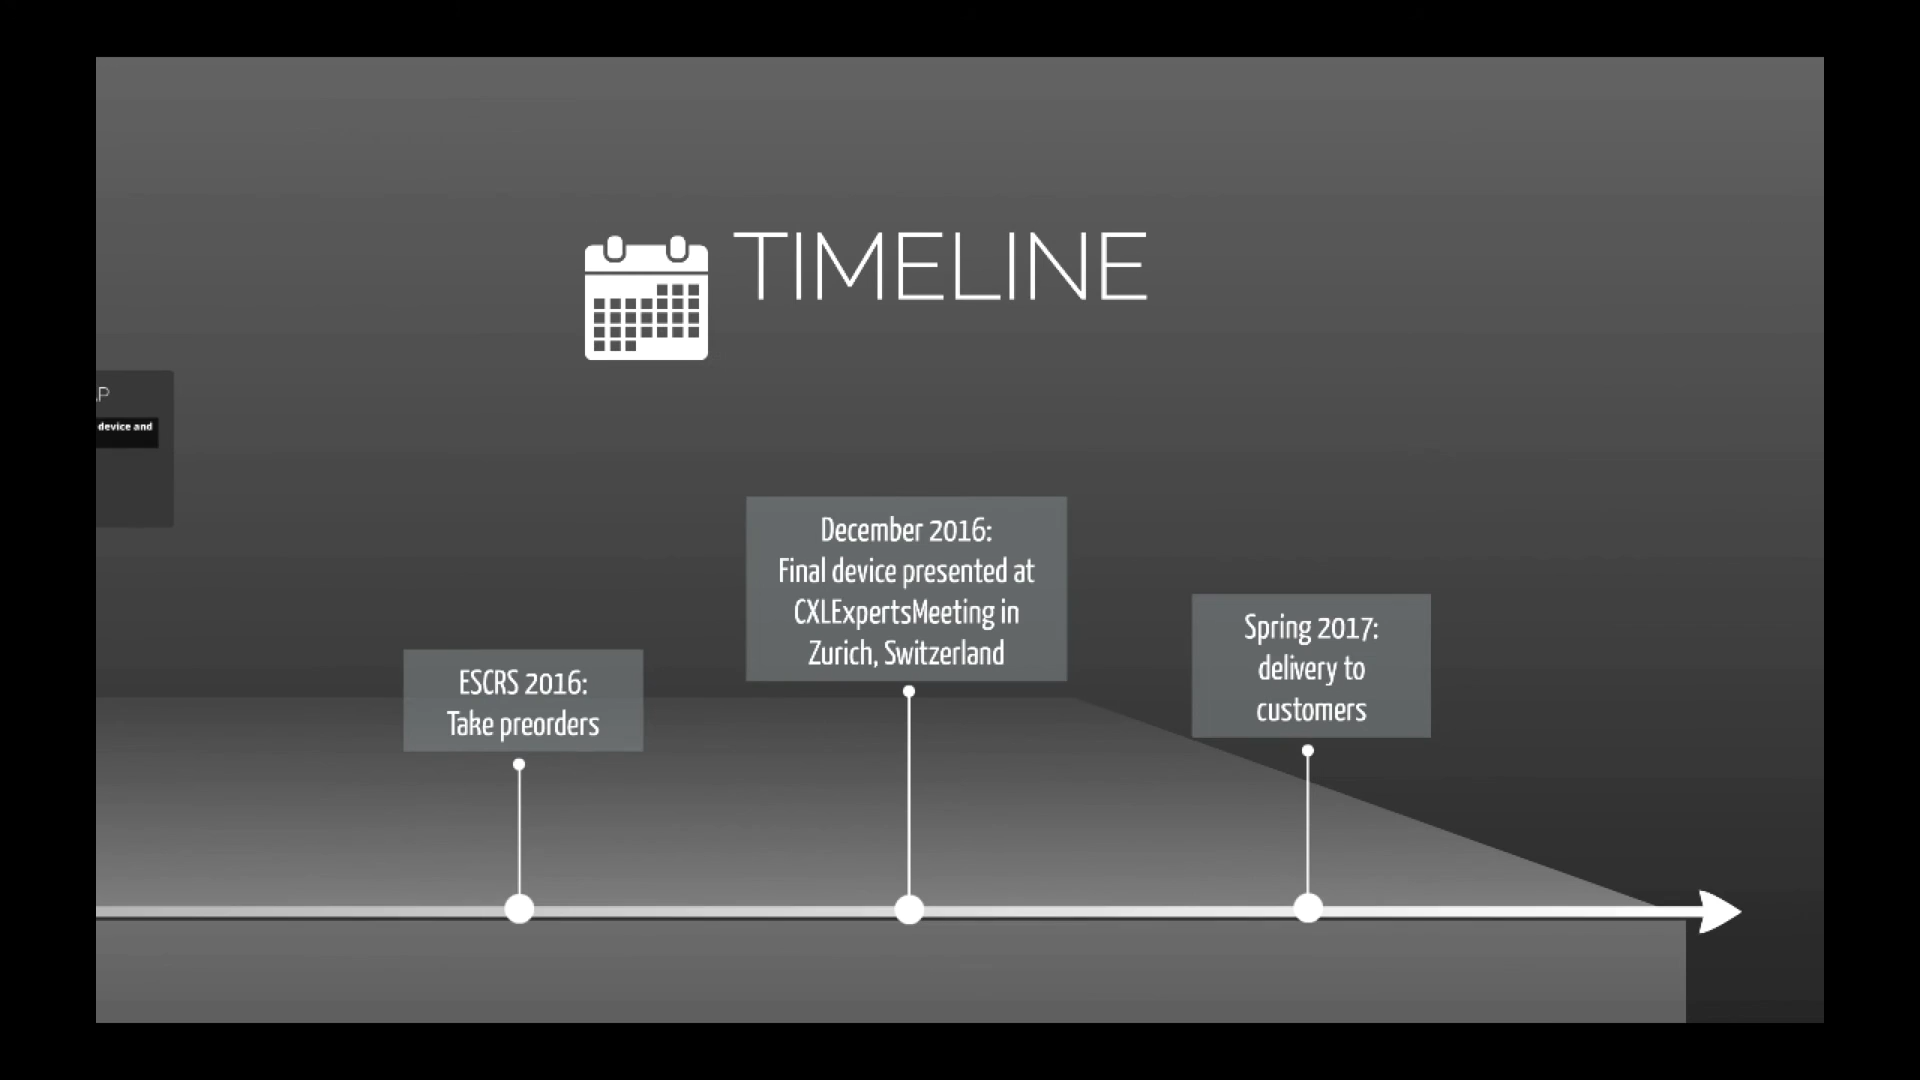 TIMELINE
device and
December 2016:
Final device presented at
CXLExpertsMeeting in
Zurich, Switzerland
Spring 2017:
delivery to
customers
ESCRS 2016:
Take preorders